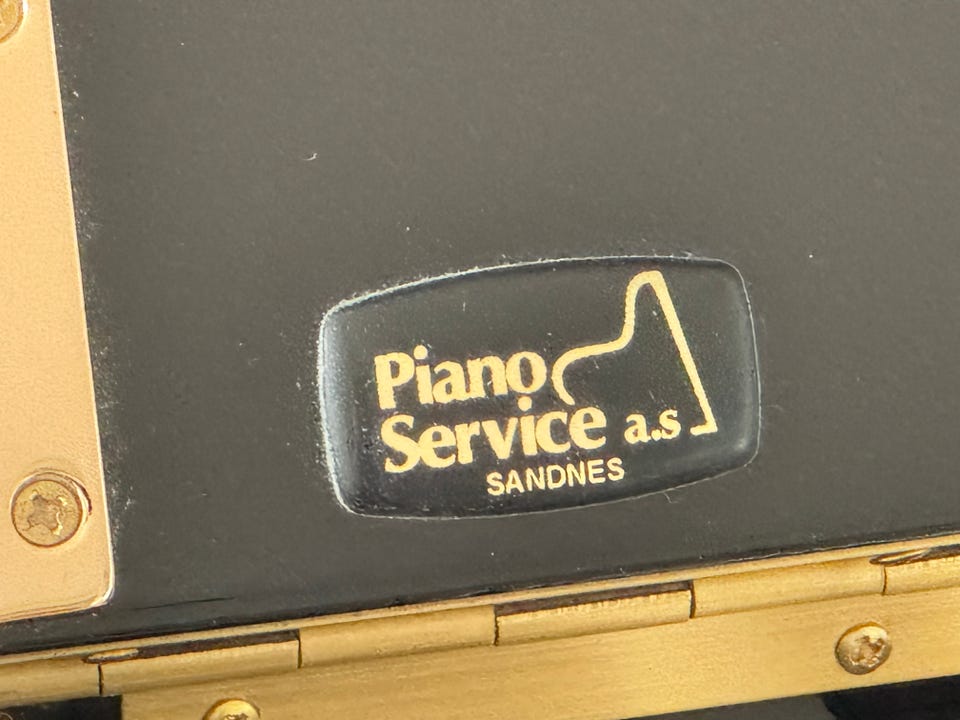 Piano
Service a.s
SANDNES